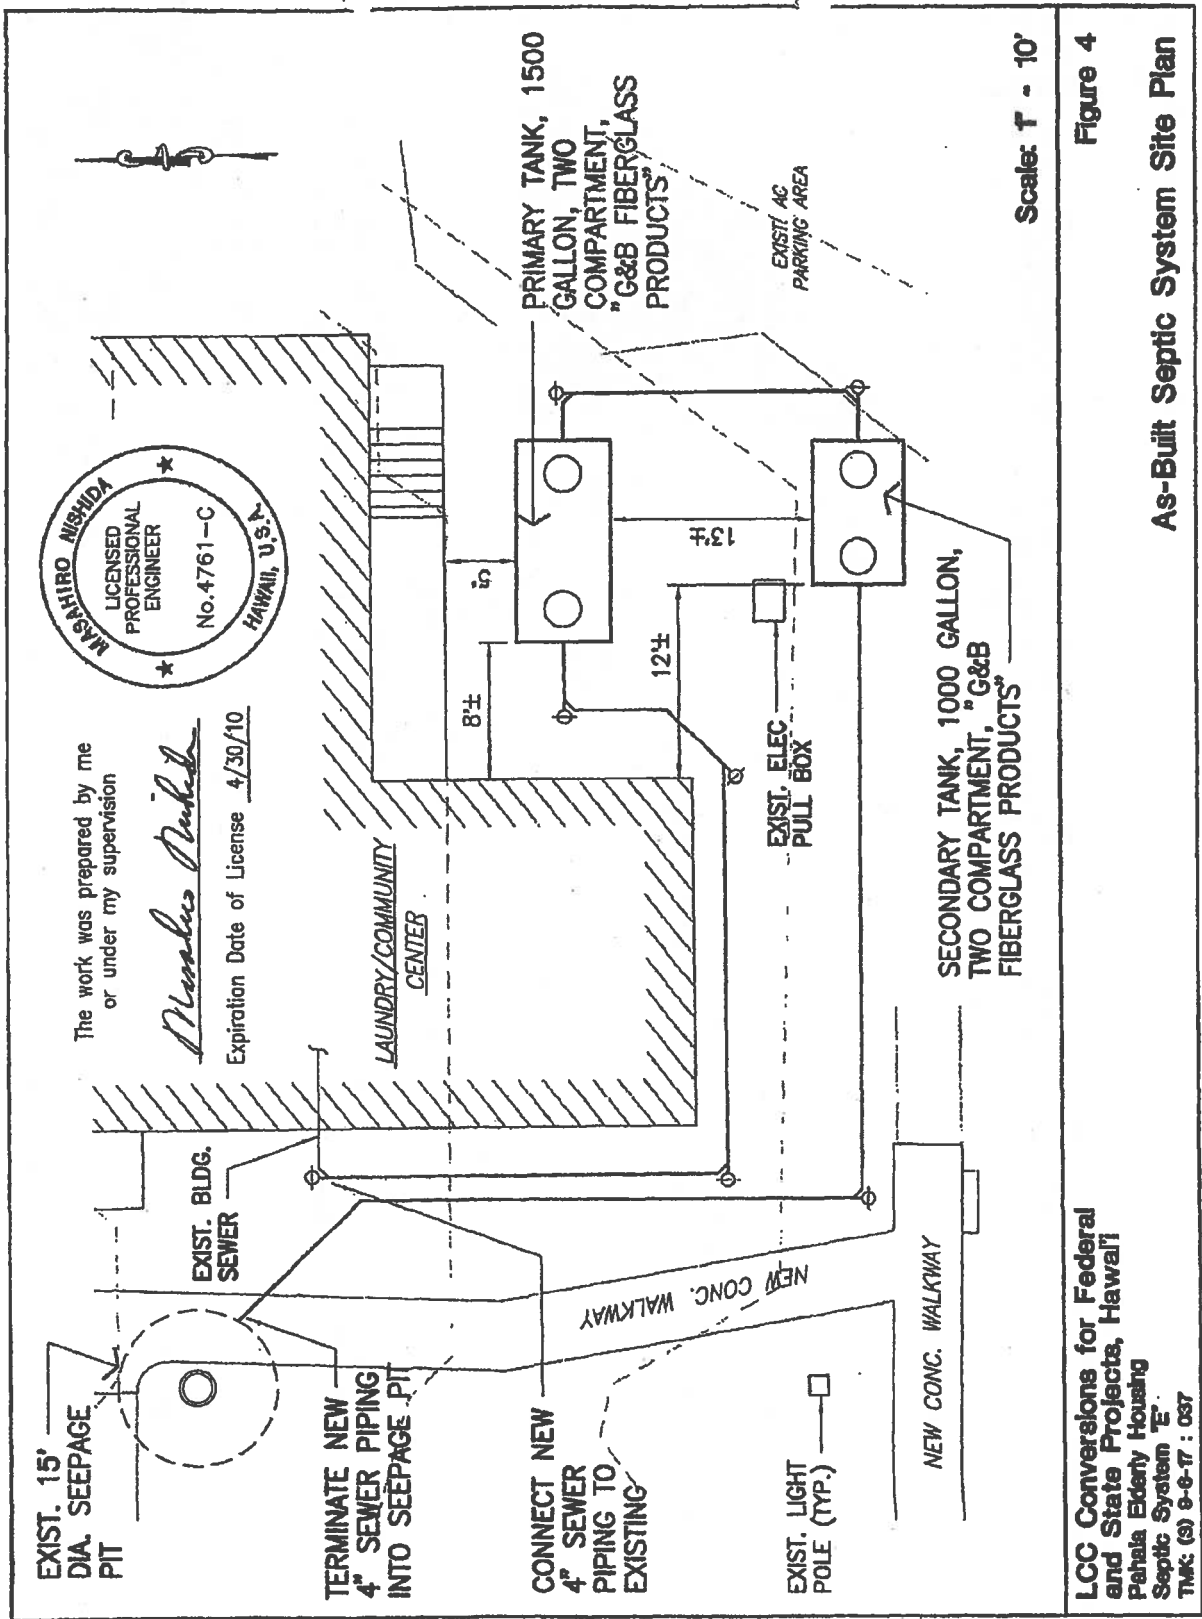 EXIST. 15'
DIA. SEEPAGE
PIT
EXIST. BLDG.
SEWER
The work was prepared by me
or under my supervision
Expiration Date of License 4/30/10
MASAHIRO NISHIDA
LICENSED
PROFESSIONAL
ENGINEER
No.4761-C
HAWAII, U.S.A.
LAUNDRY/COMMUNITY
CENTER
TERMINATE NEW
4" SEWER PIPING
INTO SEEPAGE PIT
CONNECT NEW
4" SEWER
PIPING TO
EXISTING
8'±
5'
12'±
13'±
PRIMARY TANK, 1500
GALLON, TWO
COMPARTMENT,
"G&B FIBERGLASS
PRODUCTS"
EXIST. AC
PARKING AREA
NEW CONC. WALKWAY
EXIST. ELEC
PULL BOX
EXIST. LIGHT
POLE (TYP.)
NEW CONC. WALKWAY
SECONDARY TANK, 1000 GALLON,
TWO COMPARTMENT, "G&B
FIBERGLASS PRODUCTS"
Scale: 1" - 10'
LCC Conversions for Federal
and State Projects, Hawai'i
Pahala Elderly Housing
Septic System "E"
TMK: (3) 9-6-17 : 037
Figure 4
As-Built Septic System Site Plan